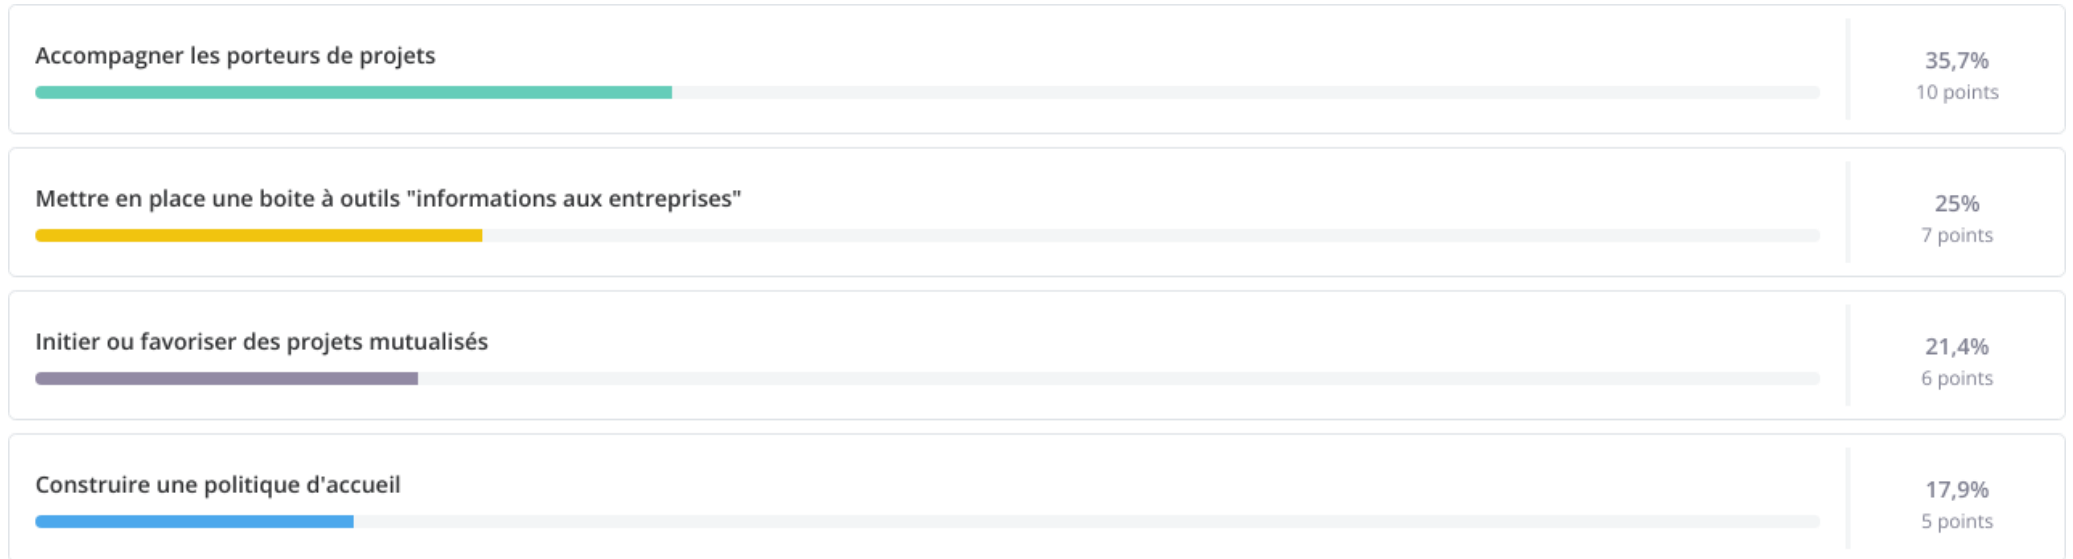 Accompagner les porteurs de projets
35,7%
10 points
Mettre en place une boite à outils "informations aux entreprises"
25%
7 points
Initier ou favoriser des projets mutualisés
21,4%
6 points
Construire une politique d'accueil
17,9%
5 points